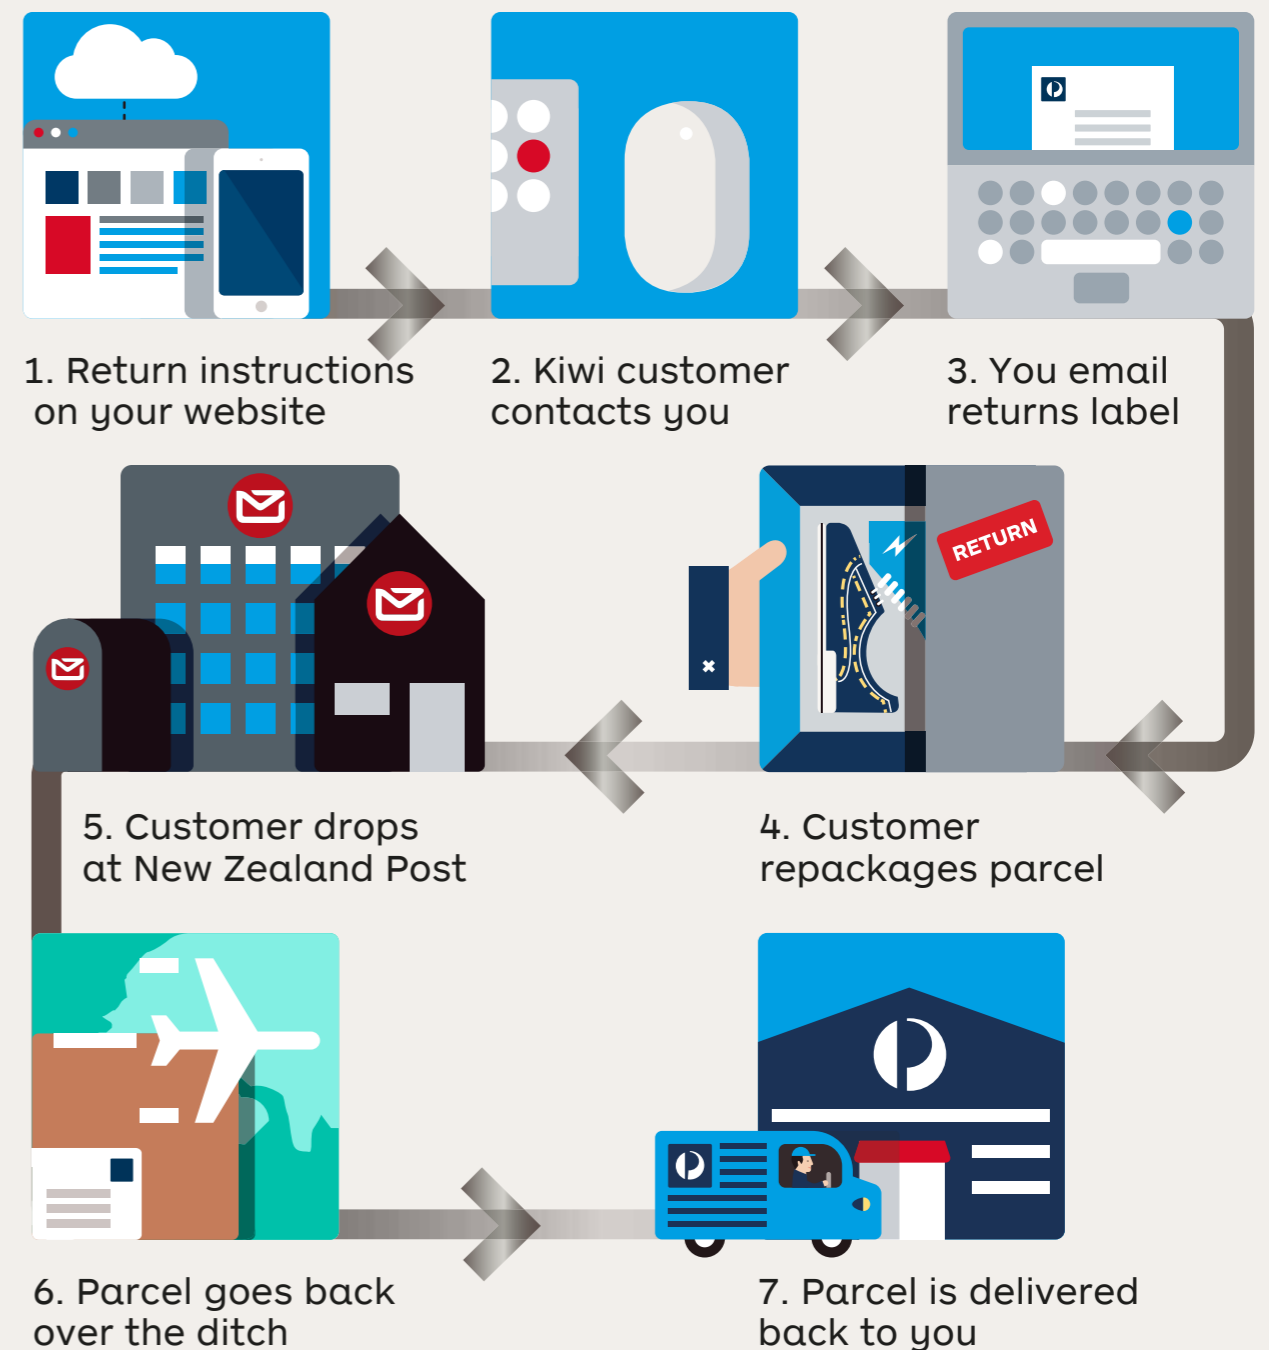 1. Return instructions
on your website
2. Kiwi customer
contacts you
3. You email
returns label
RETURN
4. Customer
repackages parcel
5. Customer drops
at New Zealand Post
6. Parcel goes back
over the ditch
7. Parcel is delivered
back to you